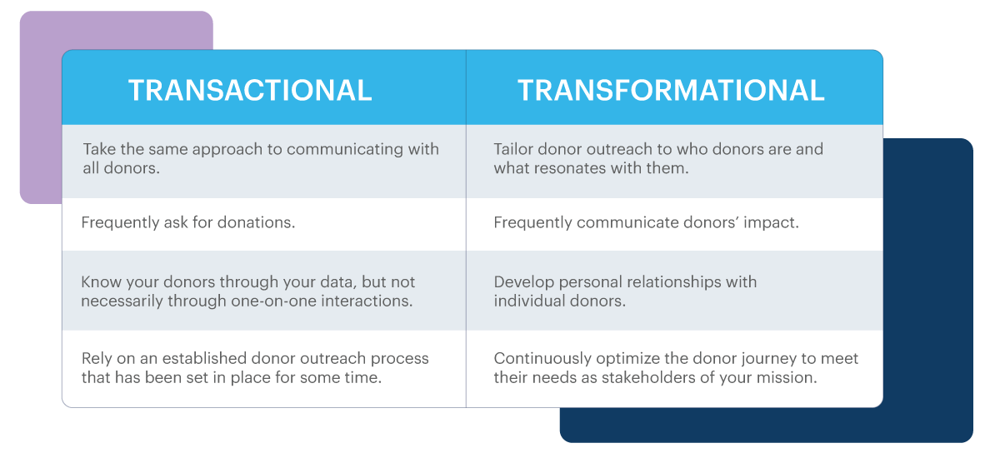 TRANSACTIONAL
TRANSFORMATIONAL
Take the same approach to communicating with
all donors.
Tailor donor outreach to who donors are and
what resonates with them.
Frequently ask for donations.
Frequently communicate donors’ impact.
Know your donors through your data, but not
necessarily through one-on-one interactions.
Develop personal relationships with
individual donors.
Rely on an established donor outreach process
that has been set in place for some time.
Continuously optimize the donor journey to meet
their needs as stakeholders of your mission.